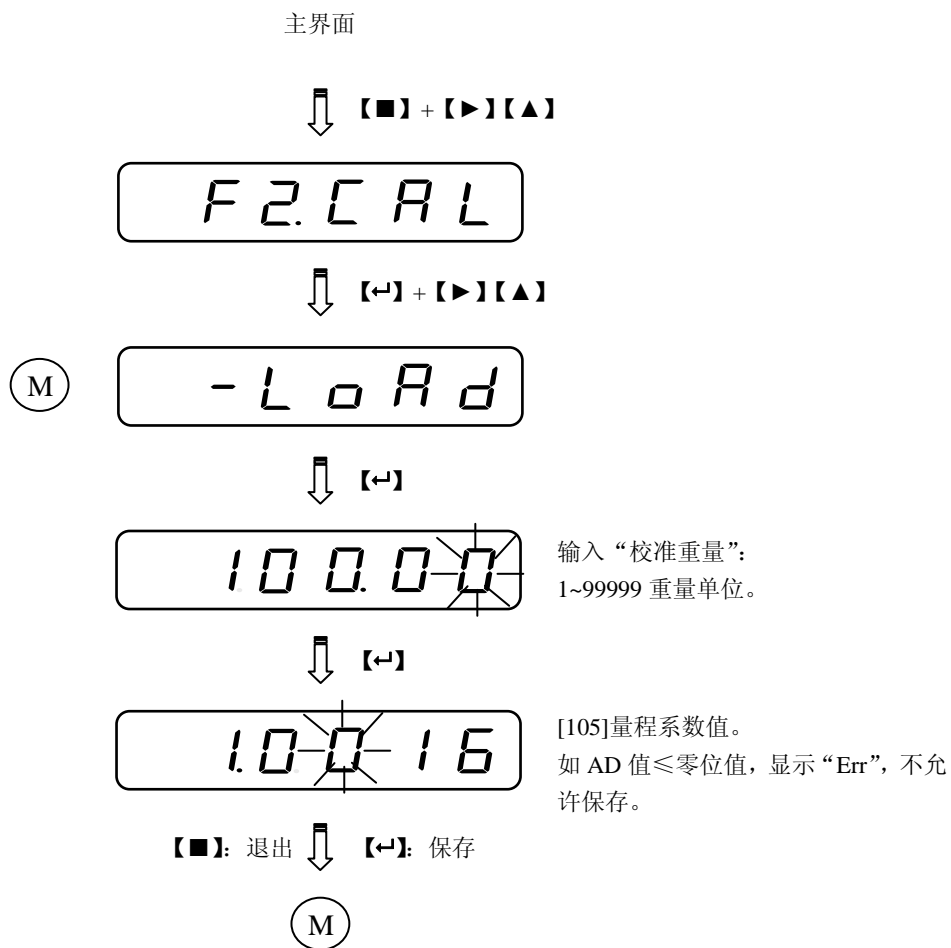 主界面
【■】+【►】【▲】
F2.CAL
【↵】+【►】【▲】
M
-LoAd
【↵】
100.00
输入“校准重量”:
1~99999 重量单位。
【↵】
1.0016
[105]量程系数值。
如 AD 值≤零位值，显示“Err”，不允
许保存。
【■】: 退出
【↵】: 保存
M